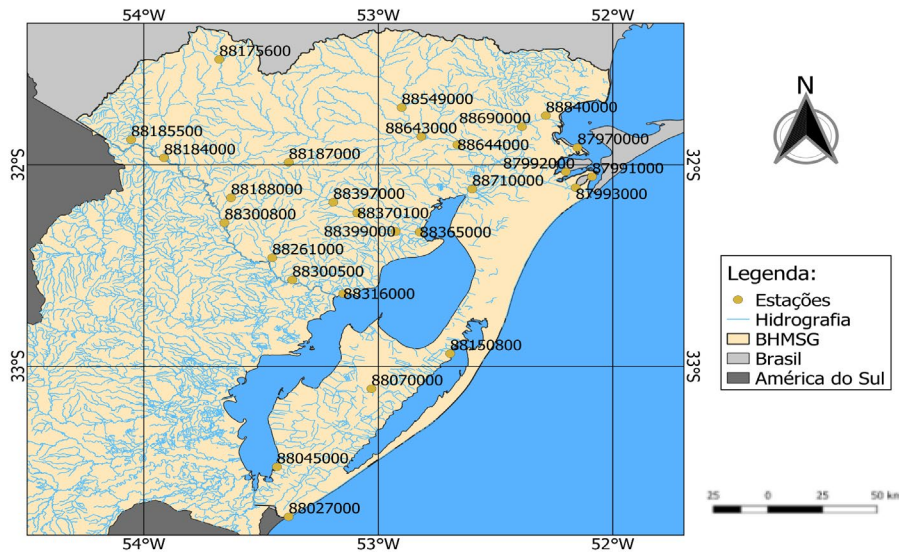 54°W 53°W 52°W
N
88175600
88549000
88840000
88690000
88185500
88643000
87970000
88644000
88184000
88187000
87992000
87991000
32°S 32°S
88710000
87993000
88188000
88397000
88370100
88300800
88399000
88365000
88261000
88300500
88316000
Legenda:
Estações
Hidrografia
BHMSG
Brasil
América do Sul
88150800
33°S 33°S
88070000
88045000
88027000
25 0 25 50 km
54°W 53°W 52°W